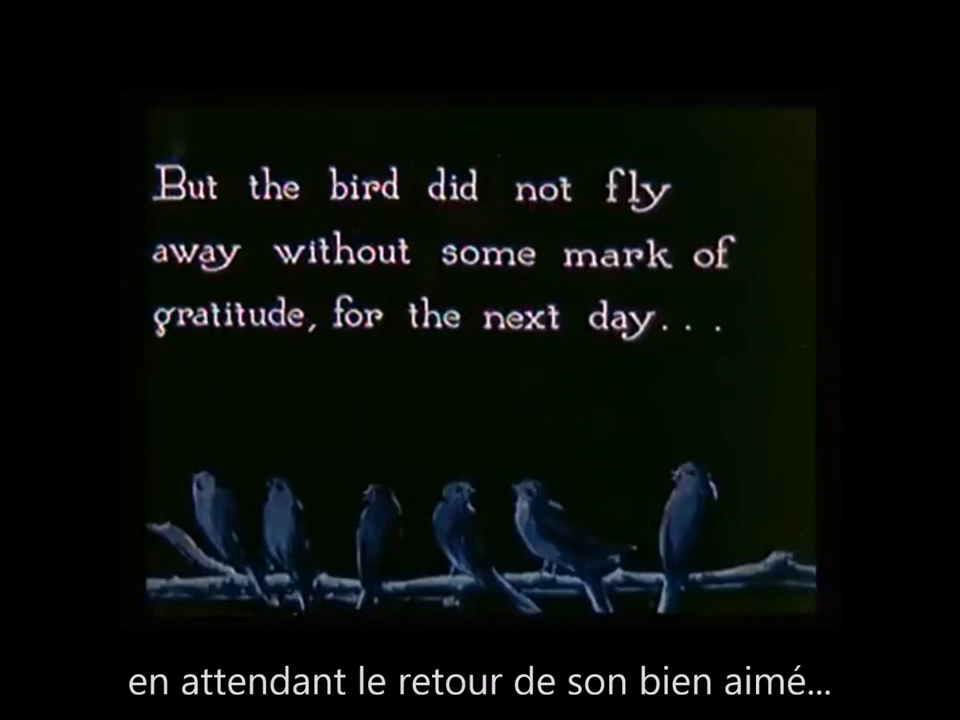 But the bird did not fly
away without some mark of
gratitude, for the next day...
en attendant le retour de son bien aimé...